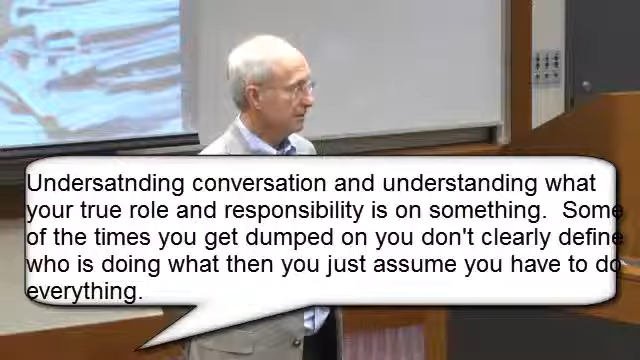 Undersatnding conversation and understanding what
your true role and responsibility is on something.  Some
of the times you get dumped on you don't clearly define
who is doing what then you just assume you have to do
everything.